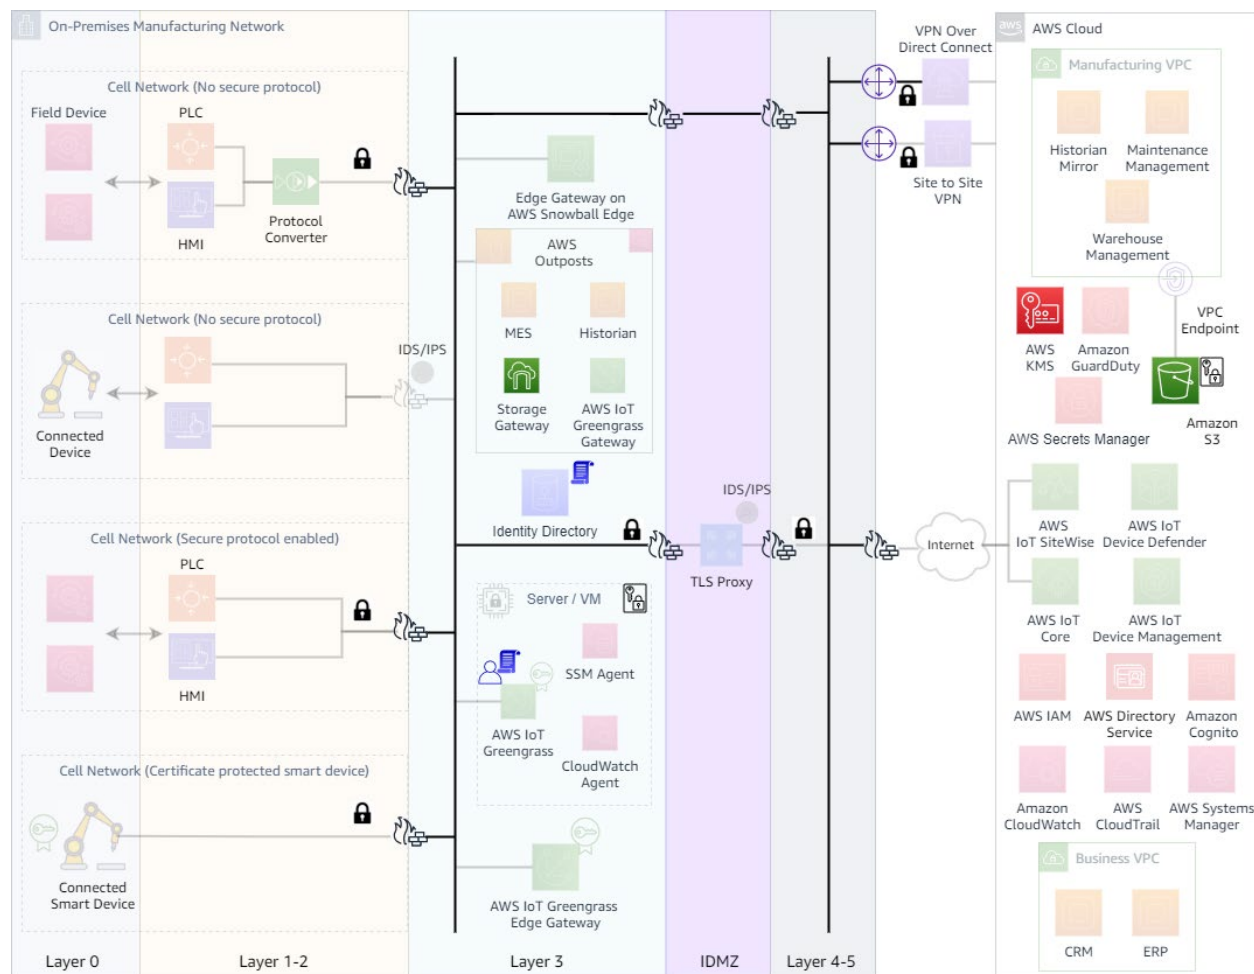 On-Premises Manufacturing Network
Cell Network (No secure protocol)
Field Device
PLC
HMI
Protocol
Converter
Cell Network (No secure protocol)
Connected
Device
IDS/IPS
Cell Network (Secure protocol enabled)
PLC
HMI
Cell Network (Certificate protected smart device)
Connected
Smart Device
Edge Gateway on
AWS Snowball Edge
AWS
Outposts
MES
Historian
Storage
Gateway
AWS IoT
Greengrass
Gateway
Identity Directory
Server / VM
SSM Agent
AWS IoT
Greengrass
CloudWatch
Agent
AWS IoT Greengrass
Edge Gateway
IDS/IPS
TLS Proxy
VPN Over
Direct Connect
Site to Site
VPN
Internet
aws
AWS Cloud
Manufacturing VPC
Historian
Mirror
Maintenance
Management
Warehouse
Management
VPC
Endpoint
AWS
KMS
Amazon
GuardDuty
Amazon
S3
AWS Secrets Manager
AWS
IoT SiteWise
AWS IoT
Device Defender
AWS IoT
Core
AWS IoT
Device Management
AWS IAM
AWS Directory
Service
Amazon
Cognito
Amazon
CloudWatch
AWS
CloudTrail
AWS Systems
Manager
Business VPC
CRM
ERP
Layer 0
Layer 1-2
Layer 3
IDMZ
Layer 4-5